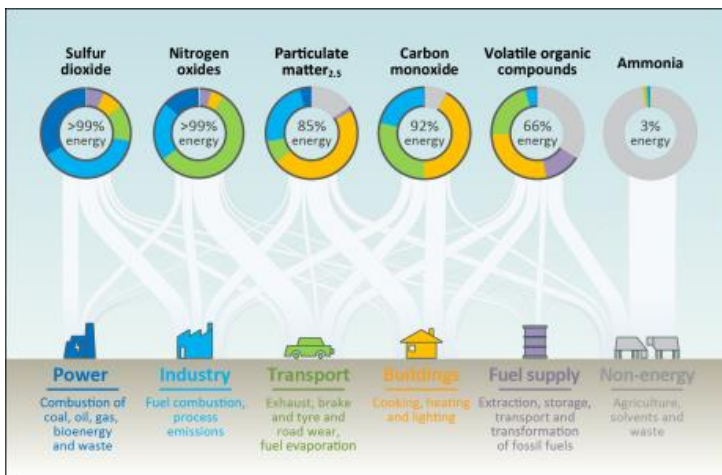 Sulfur
dioxide
Nitrogen
oxides
Particulate
matter2.5
Carbon
monoxide
Volatile organic
compounds
Ammonia
>99%
energy
>99%
energy
85%
energy
92%
energy
66%
energy
3%
energy
Power
Combustion of
coal, oil, gas,
bioenergy
and waste
Industry
Fuel combustion,
process
emissions
Transport
Exhaust; brake
and tyre and
road wear,
fuel evaporation
Buildings
Cooking, heating
and lighting
Fuel supply
Extraction, storage,
transport and
transformation
of fossil fuels
Non-energy
Agriculture,
solvents and
waste